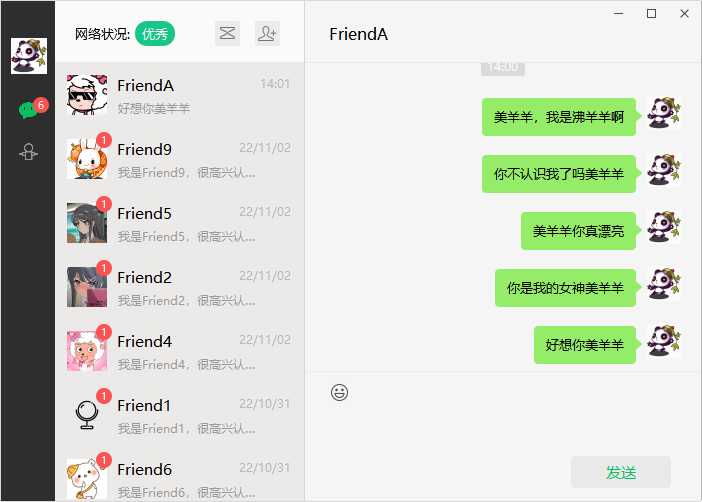 网络状况: 优秀
6
FriendA 14:01
好想你美羊羊
1
Friend9 22/11/02
我是Friend9，很高兴认...
1
Friend5 22/11/02
我是Friend5，很高兴认...
1
Friend2 22/11/02
我是Friend2，很高兴认...
1
Friend4 22/11/02
我是Friend4，很高兴认...
1
Friend1 22/10/31
我是Friend1，很高兴认...
1
Friend6 22/10/31
我是Friend6，很高兴认...
FriendA
14:00
美羊羊，我是沸羊羊啊
你不认识我了吗美羊羊
美羊羊你真漂亮
你是我的女神美羊羊
好想你美羊羊
发送